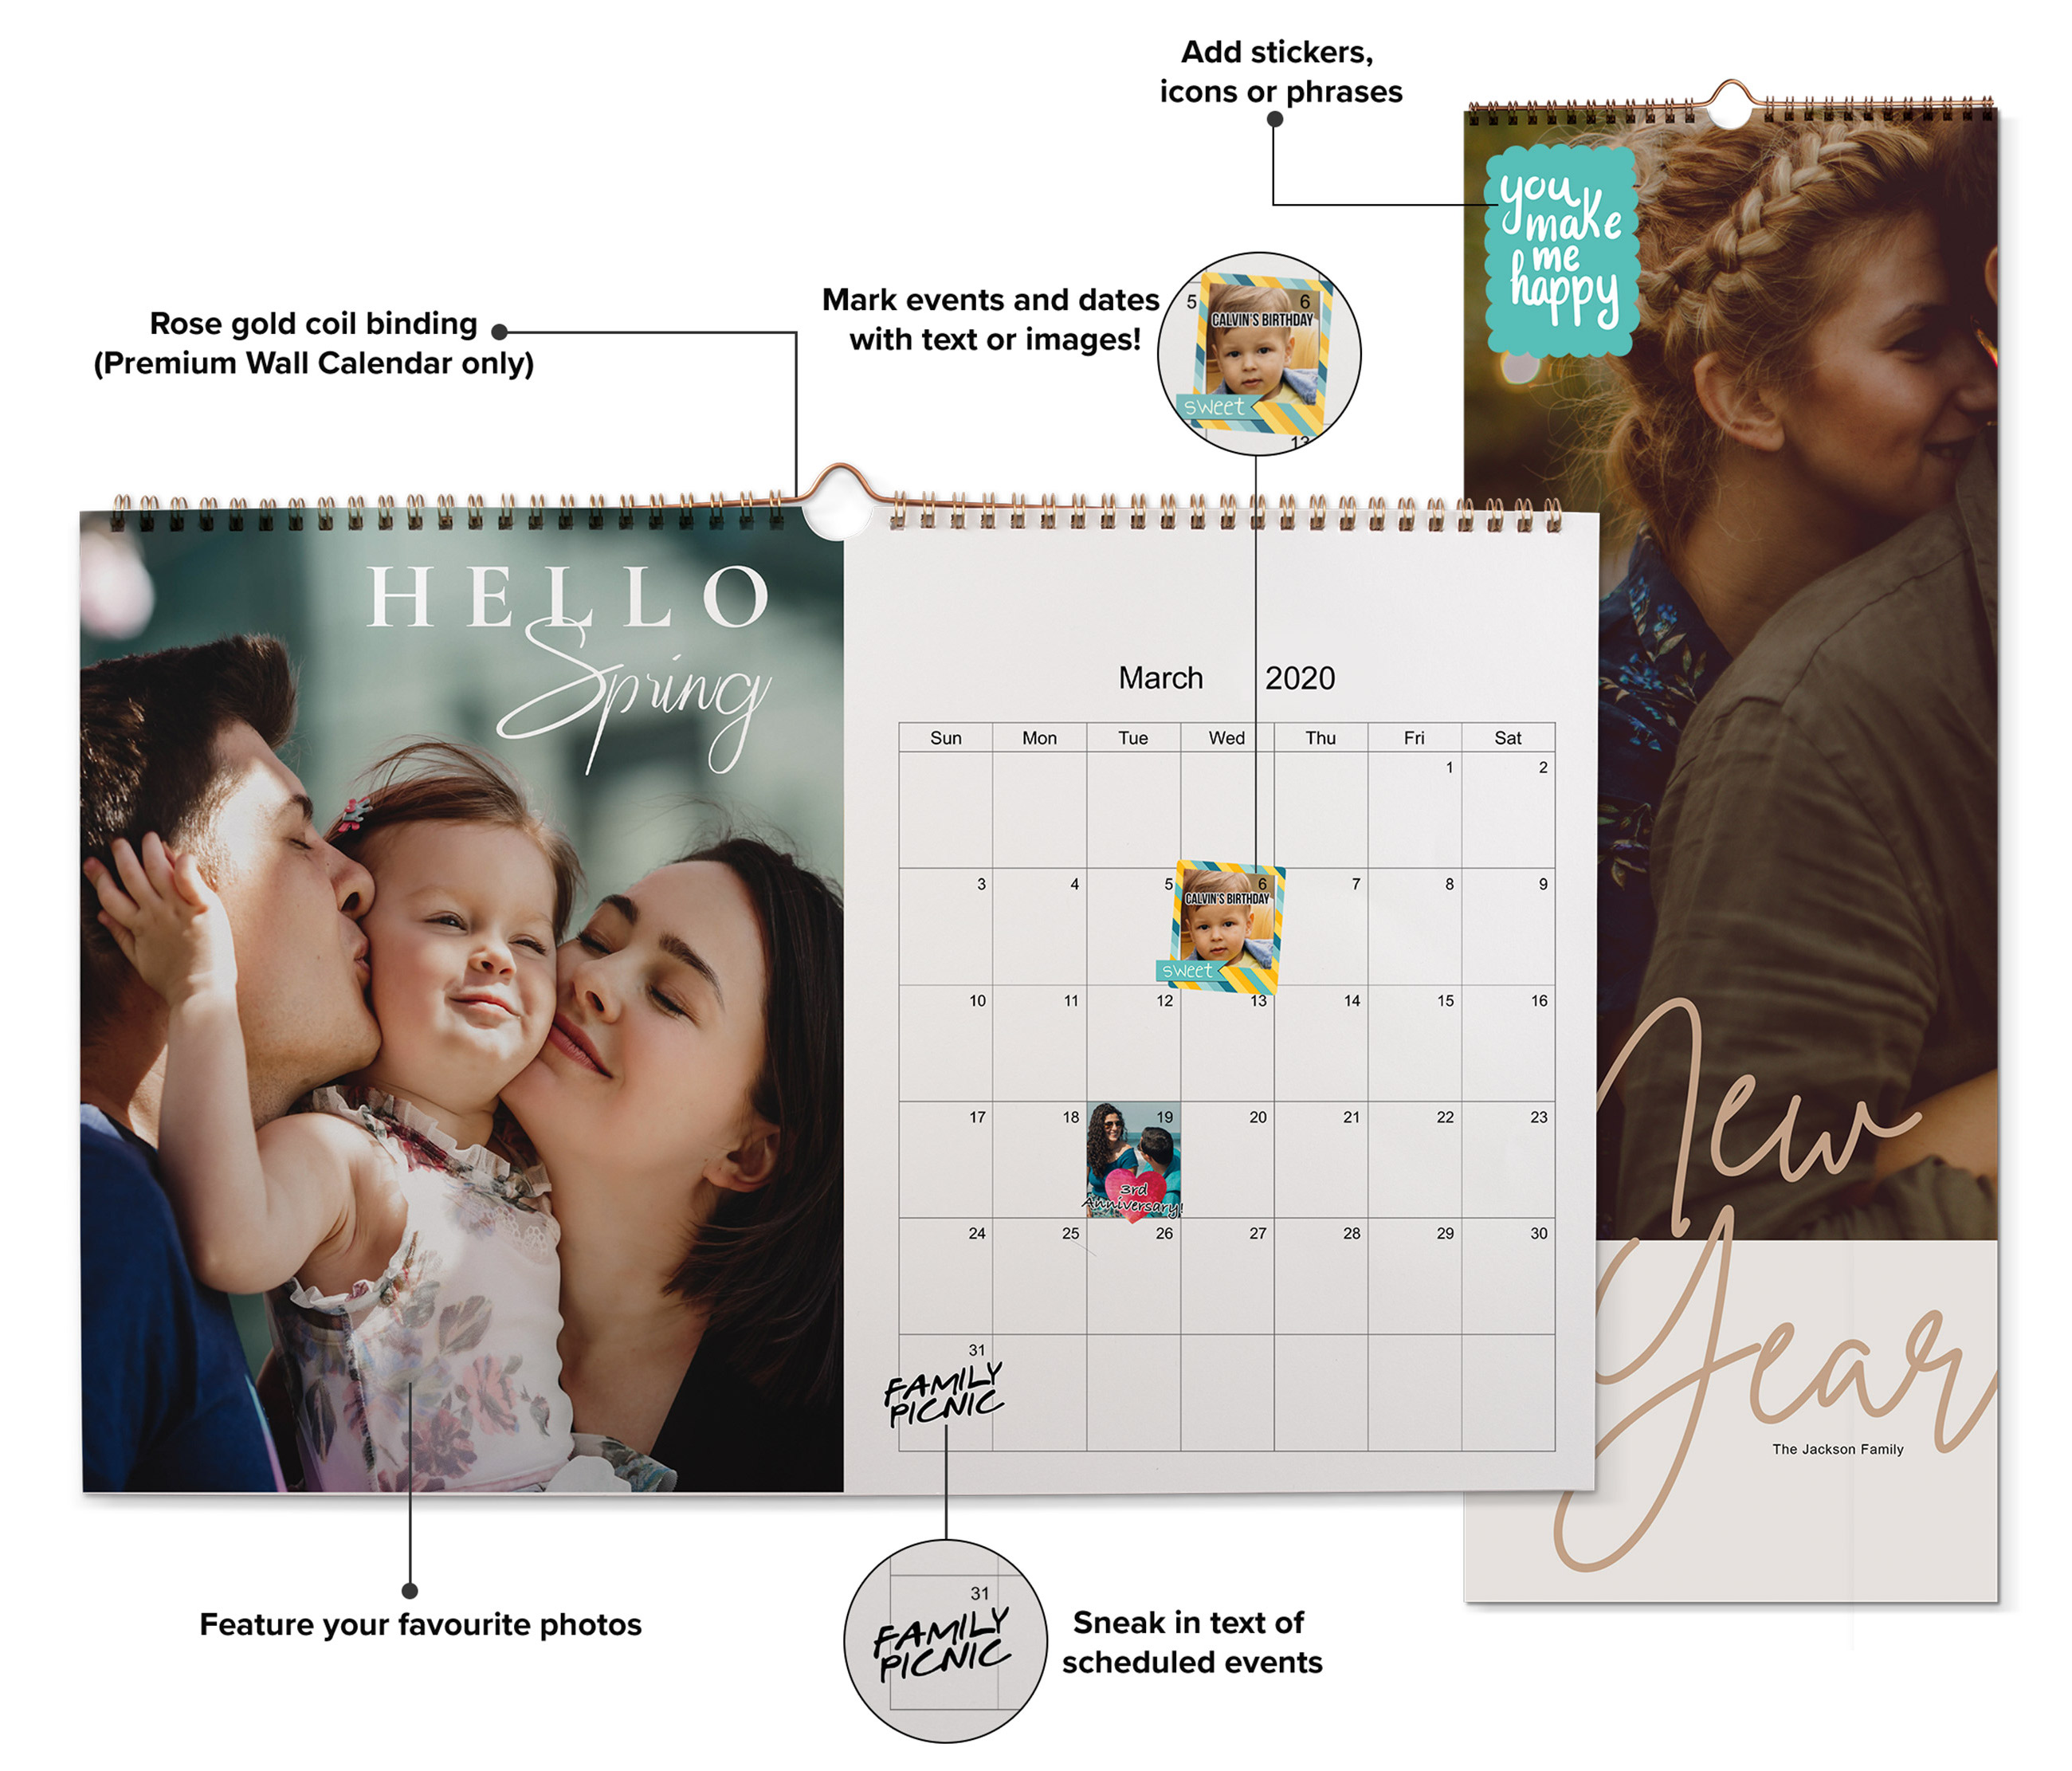 Add stickers,
icons or phrases
you
make
me
happy
Mark events and dates
with text or images!
5 6
CALVIN'S BIRTHDAY
sweet
13
Rose gold coil binding
(Premium Wall Calendar only)
HELLO
Spring
March 2020
Sun Mon Tue Wed Thu Fri Sat
1 2
3 4 5 6 7 8 9
CALVIN'S BIRTHDAY
sweet
10 11 12 13 14 15 16
17 18 19 20 21 22 23
3rd
Anniversary!
24 25 26 27 28 29 30
31
FAMILY
PICNIC
New
Year
The Jackson Family
Feature your favourite photos
31
FAMILY
PICNIC
Sneak in text of
scheduled events